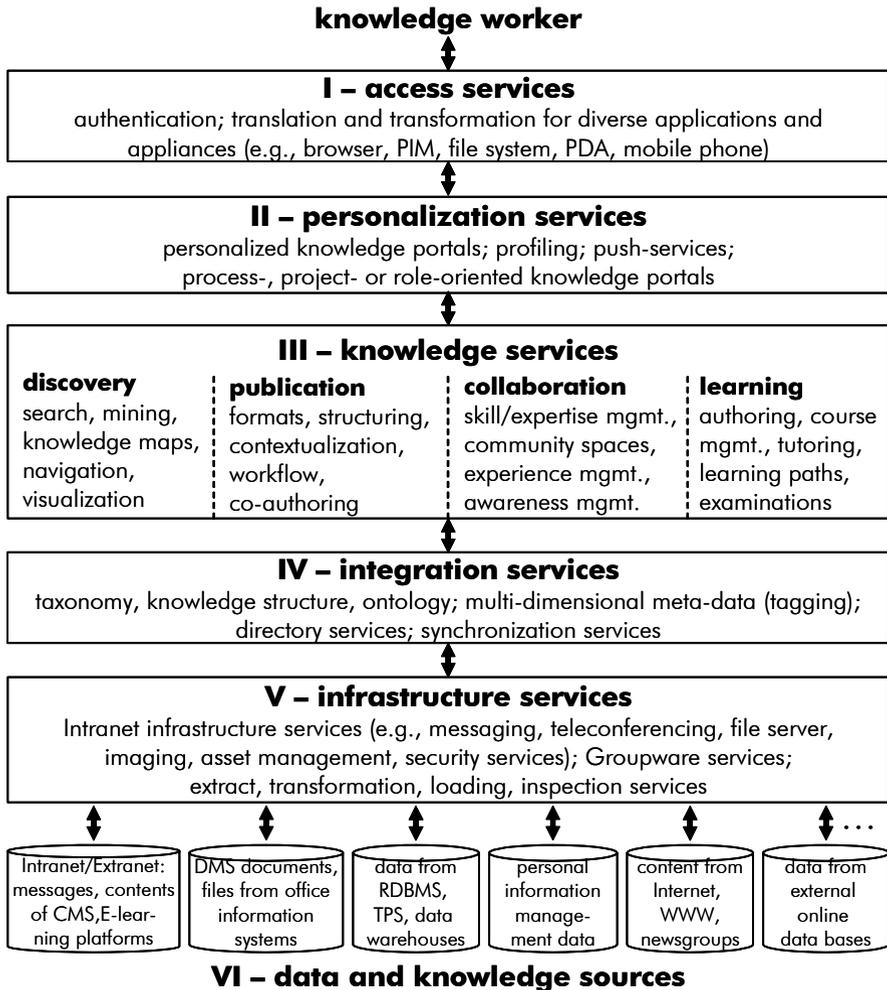 knowledge worker
I – access services
authentication; translation and transformation for diverse applications and
appliances (e.g., browser, PIM, file system, PDA, mobile phone)
II – personalization services
personalized knowledge portals; profiling; push-services;
process-, project- or role-oriented knowledge portals
III – knowledge services
discovery
search, mining,
knowledge maps,
navigation,
visualization
publication
formats, structuring,
contextualization,
workflow,
co-authoring
collaboration
skill/expertise mgmt.,
community spaces,
experience mgmt.,
awareness mgmt.
learning
authoring, course
mgmt., tutoring,
learning paths,
examinations
IV – integration services
taxonomy, knowledge structure, ontology; multi-dimensional meta-data (tagging);
directory services; synchronization services
V – infrastructure services
Intranet infrastructure services (e.g., messaging, teleconferencing, file server,
imaging, asset management, security services); Groupware services;
extract, transformation, loading, inspection services
...
Intranet/Extranet:
messages, contents
of CMS,E-lear-
ning platforms
DMS documents,
files from office
information
systems
data from
RDBMS,
TPS, data
warehouses
personal
information
manage-
ment data
content from
Internet,
WWW,
newsgroups
data from
external
online
data bases
VI – data and knowledge sources